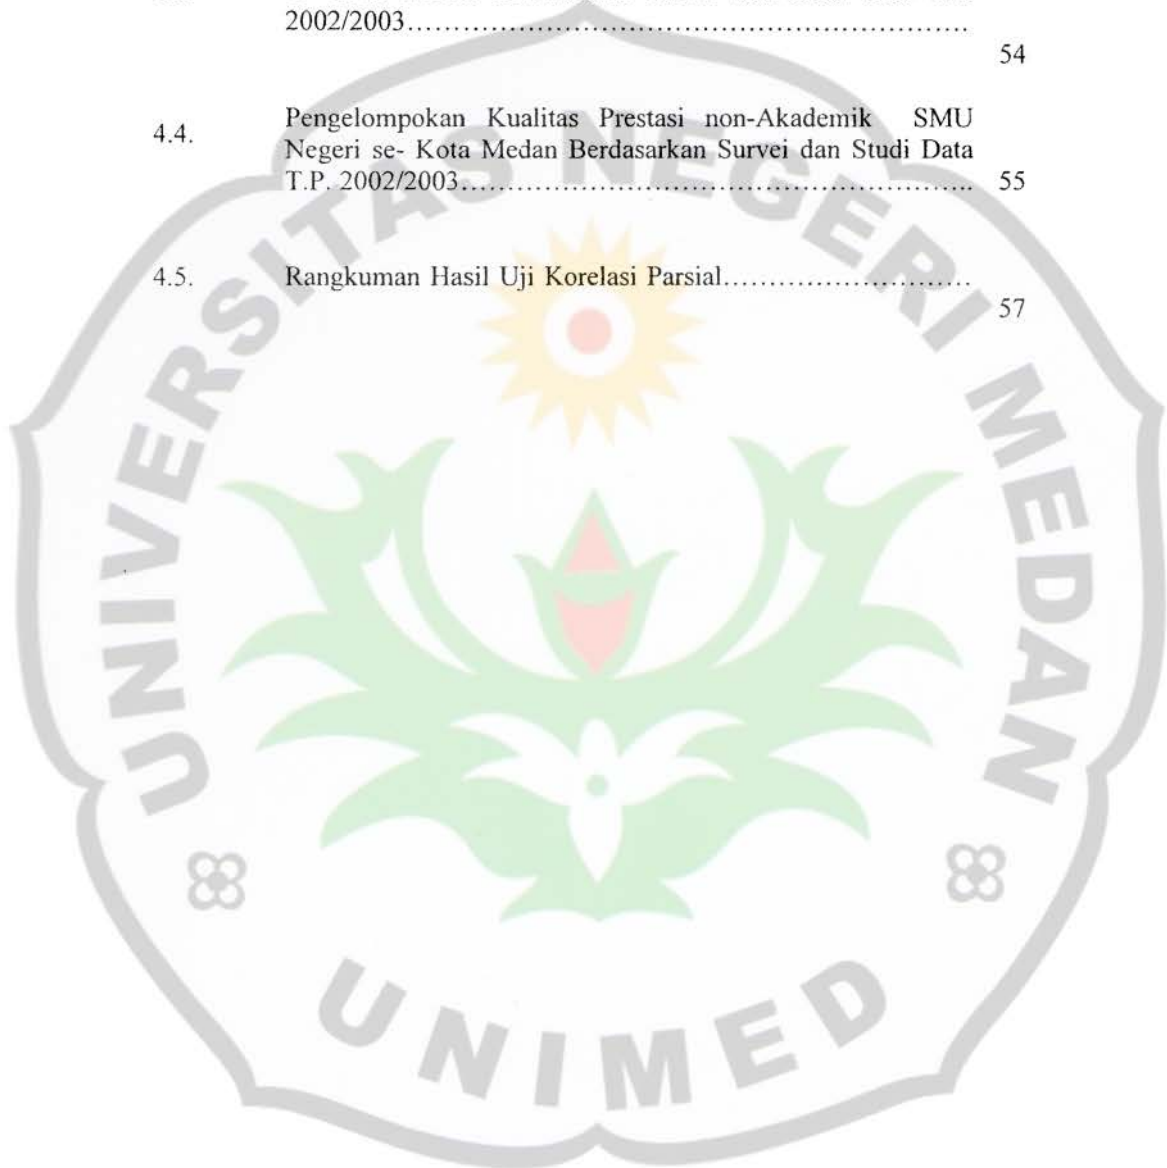 2002/2003.................................................................
54
4.4. Pengelompokan Kualitas Prestasi non-Akademik SMU
Negeri se- Kota Medan Berdasarkan Survei dan Studi Data
T.P. 2002/2003........................................................... 55
4.5. Rangkuman Hasil Uji Korelasi Parsial............................
57
UNIVERSITAS NEGERI MEDAN
UNIMED